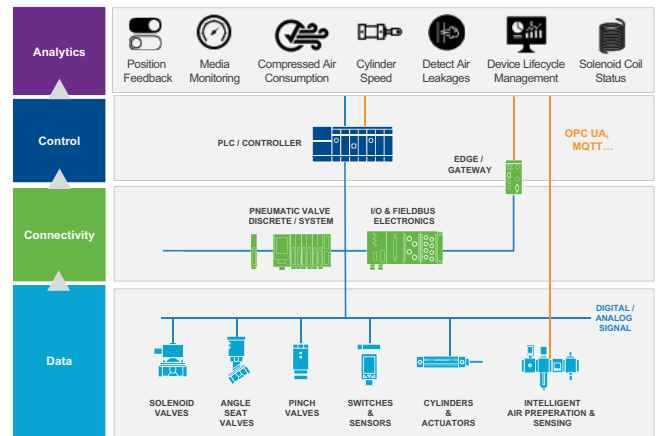 Analytics
Position
Feedback
Media
Monitoring
Compressed Air
Consumption
Cylinder
Speed
Detect Air
Leakages
Device Lifecycle
Management
Solenoid Coil
Status
Control
PLC / CONTROLLER
OPC UA,
MQTT...
EDGE /
GATEWAY
Connectivity
PNEUMATIC VALVE
DISCRETE / SYSTEM
I/O & FIELDBUS
ELECTRONICS
Data
DIGITAL /
ANALOG
SIGNAL
SOLENOID
VALVES
ANGLE
SEAT
VALVES
PINCH
VALVES
SWITCHES
&
SENSORS
CYLINDERS
&
ACTUATORS
INTELLIGENT
AIR PREPERATION &
SENSING